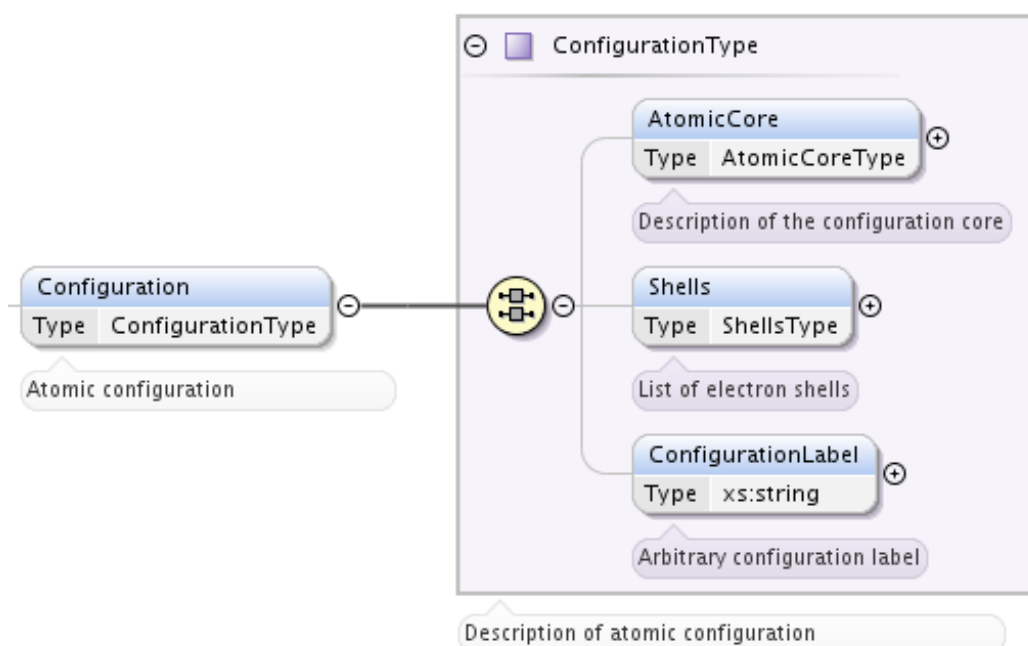 ConfigurationType
AtomicCore
Type AtomicCoreType
Description of the configuration core
Configuration
Type ConfigurationType
Atomic configuration
Shells
Type ShellsType
List of electron shells
ConfigurationLabel
Type xs:string
Arbitrary configuration label
Description of atomic configuration